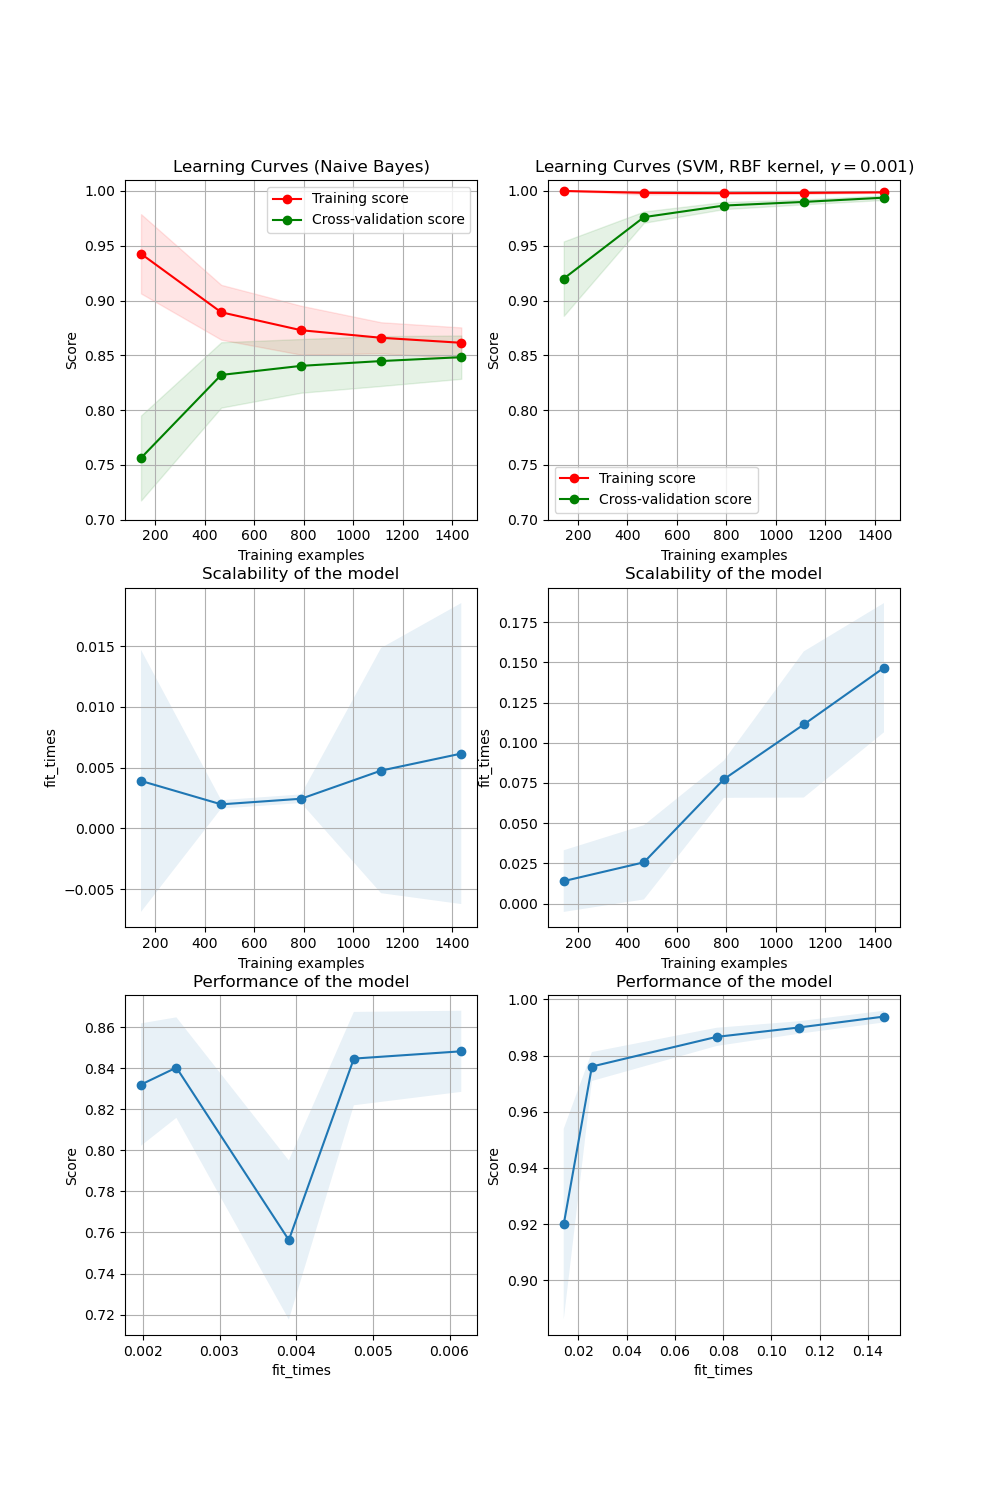 Learning Curves (Naive Bayes)
1.00
0.95
0.90
0.85
0.80
0.75
0.70
Score
Training score
Cross-validation score
200 400 600 800 1000 1200 1400
Training examples
Learning Curves (SVM, RBF kernel, γ = 0.001)
1.00
0.95
0.90
0.85
0.80
0.75
0.70
Score
Training score
Cross-validation score
200 400 600 800 1000 1200 1400
Training examples
Scalability of the model
0.015
0.010
0.005
0.000
−0.005
fit_times
200 400 600 800 1000 1200 1400
Training examples
Scalability of the model
0.175
0.150
0.125
0.100
0.075
0.050
0.025
0.000
fit_times
200 400 600 800 1000 1200 1400
Training examples
Performance of the model
0.86
0.84
0.82
0.80
0.78
0.76
0.74
0.72
Score
0.002 0.003 0.004 0.005 0.006
fit_times
Performance of the model
1.00
0.98
0.96
0.94
0.92
0.90
Score
0.02 0.04 0.06 0.08 0.10 0.12 0.14
fit_times